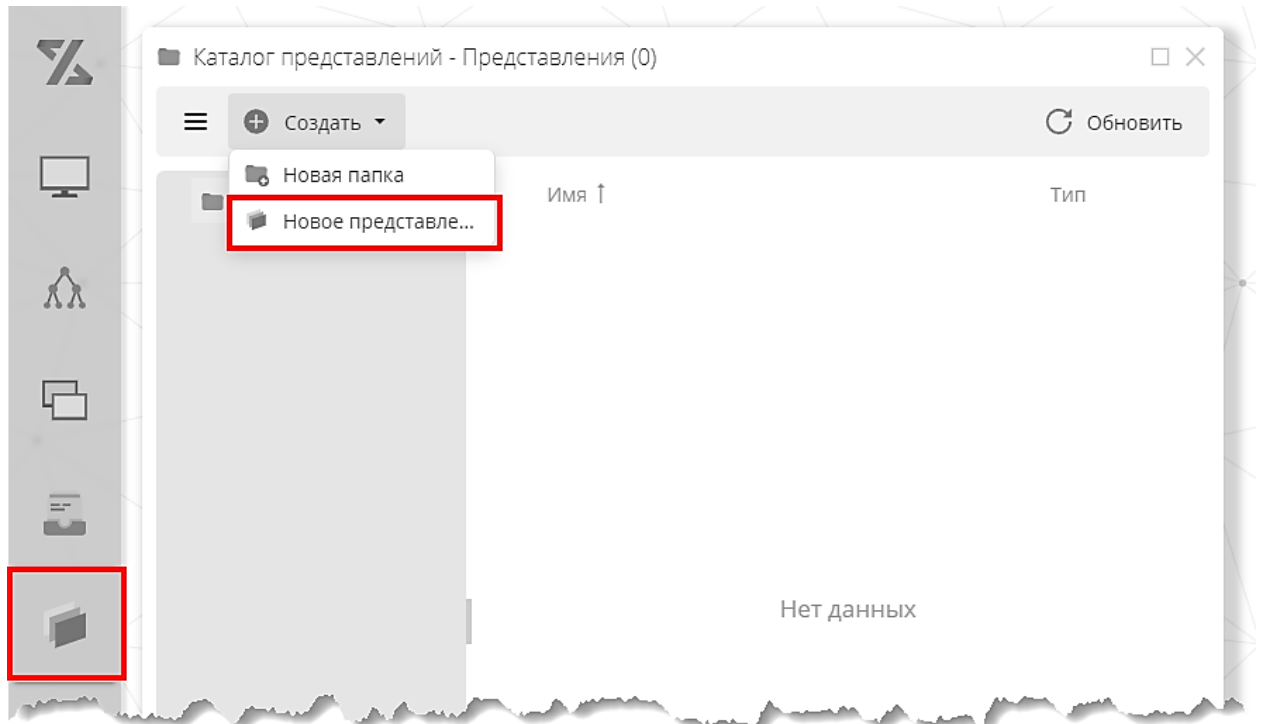 Каталог представлений - Представления (0)
Создать
Обновить
Новая папка
Имя ↑
Тип
Новое представле...
Нет данных